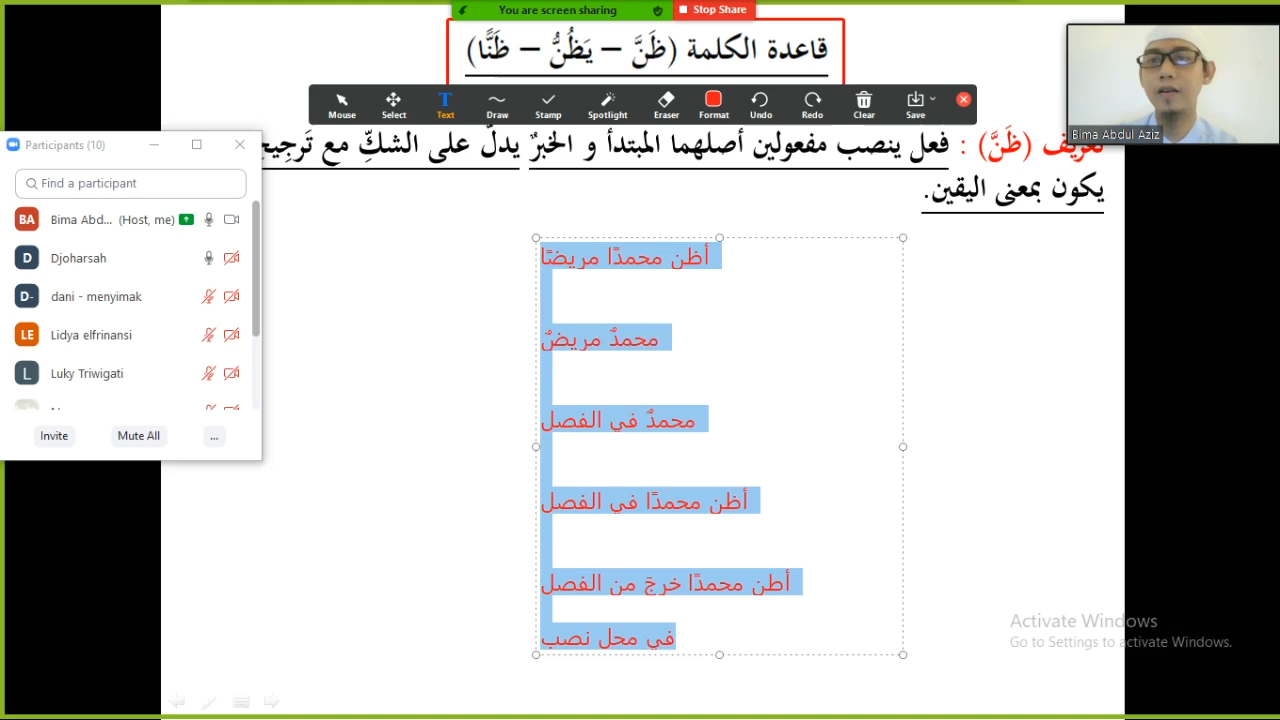 You are screen sharing
Stop Share
قاعدة الكلمة (ظَنَّ – يَظُنُّ – ظَنًّا)
Mouse
Select
Text
Draw
Stamp
Spotlight
Eraser
Format
Undo
Redo
Clear
Save
Bima Abdul Aziz
(ظَنَّ) : فعل ينصب مفعولين أصلهما المبتدأ و الخبرُ يدلّ على الشكِّ مع
يكون بمعنى اليقين.
Participants (10)
Find a participant
BA Bima Abd... (Host, me)
D Djoharsah
D- dani - menyimak
LE Lidya elfrinansi
L Luky Triwigati
Invite
Mute All
...
أظن محمدًا مريضًا
محمدٌ مريضٌ
محمدٌ في الفصل
أظن محمدًا في الفصل
أطن محمدًا خرجَ من الفصل
في محل نصب
Activate Windows
Go to Settings to activate Windows.